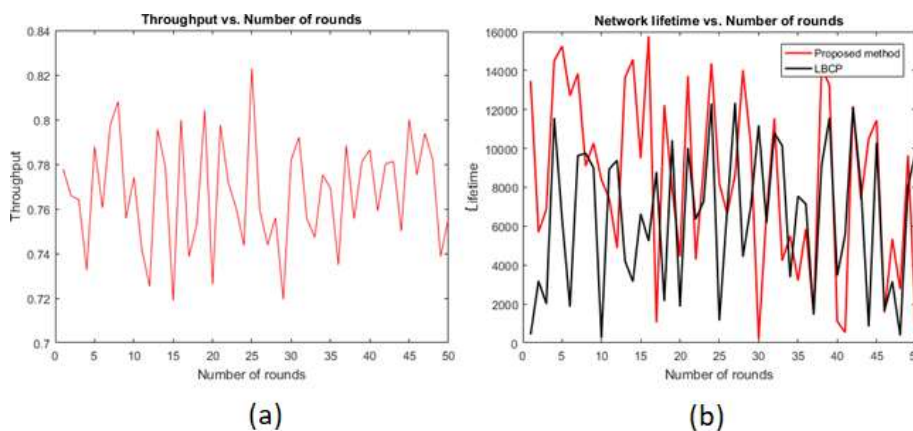 Throughput vs. Number of rounds
0.84
0.82
0.8
0.78
0.76
0.74
0.72
0.7
Throughput
0 5 10 15 20 25 30 35 40 45 50
Number of rounds
(a)
Network lifetime vs. Number of rounds
16000
14000
12000
10000
8000
6000
4000
2000
0
Lifetime
Proposed method
LBCP
0 5 10 15 20 25 30 35 40 45 50
Number of rounds
(b)